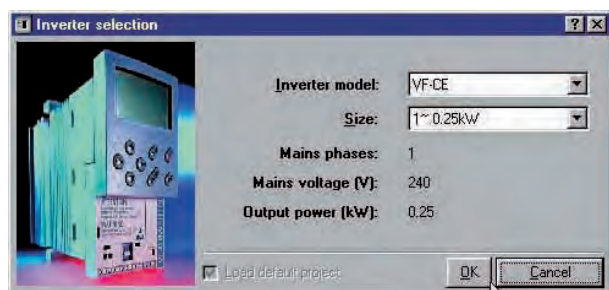 Inverter selection
Inverter model: VF-CE
Size: 1~ 0.25kW
Mains phases: 1
Mains voltage (V): 240
Output power (kW): 0.25
Load default project
OK Cancel